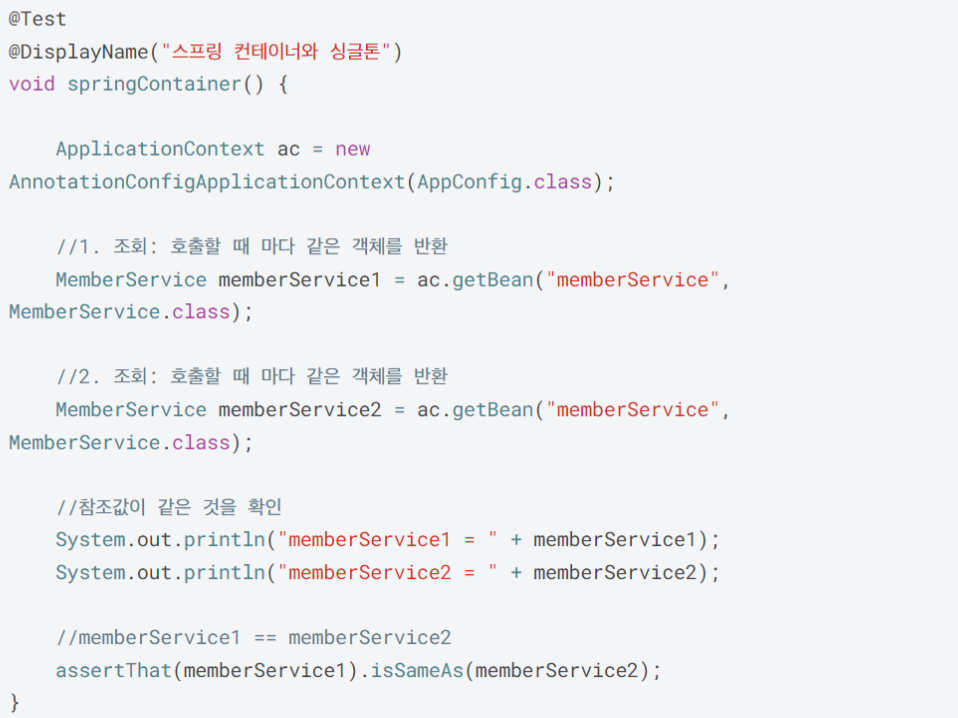 @Test
@DisplayName("스프링 컨테이너와 싱글톤")
void springContainer() {
ApplicationContext ac = new
AnnotationConfigApplicationContext(AppConfig.class);
//1. 조회: 호출할 때 마다 같은 객체를 반환
MemberService memberService1 = ac.getBean("memberService",
MemberService.class);
//2. 조회: 호출할 때 마다 같은 객체를 반환
MemberService memberService2 = ac.getBean("memberService",
MemberService.class);
//참조값이 같은 것을 확인
System.out.println("memberService1 = " + memberService1);
System.out.println("memberService2 = " + memberService2);
//memberService1 == memberService2
assertThat(memberService1).isSameAs(memberService2);
}